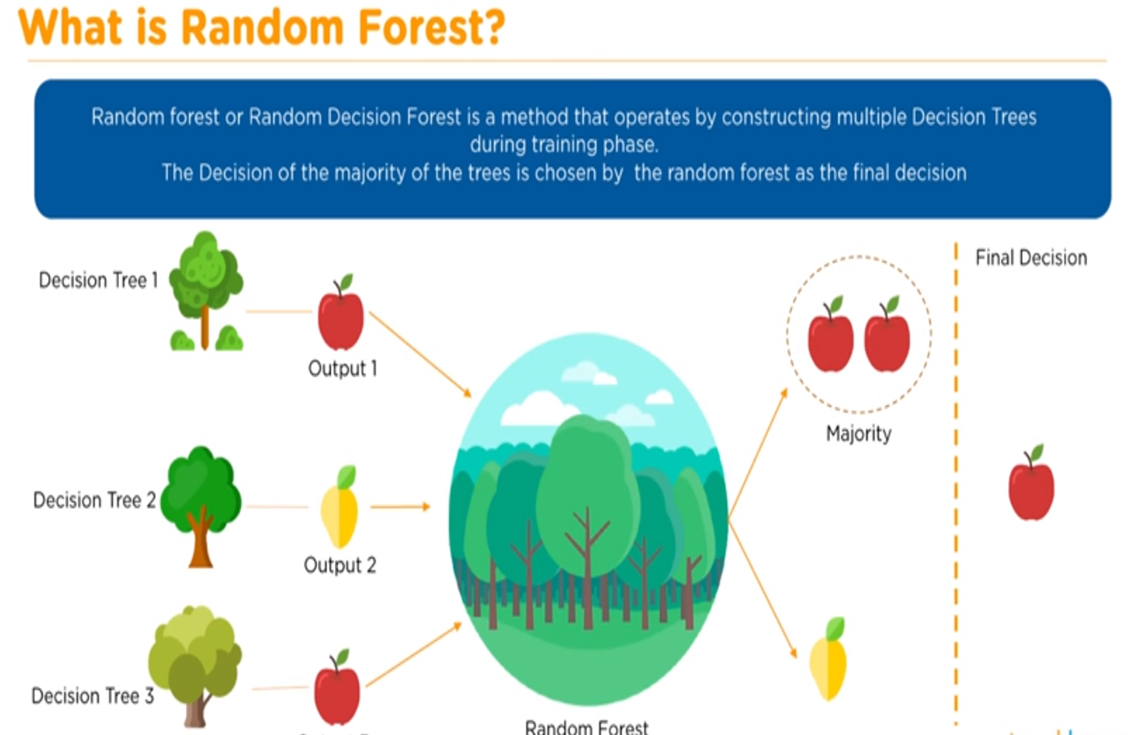 What is Random Forest?
Random forest or Random Decision Forest is a method that operates by constructing multiple Decision Trees
during training phase.
The Decision of the majority of the trees is chosen by the random forest as the final decision
Final Decision
Decision Tree 1
Output 1
Majority
Decision Tree 2
Output 2
Decision Tree 3
Random Forest